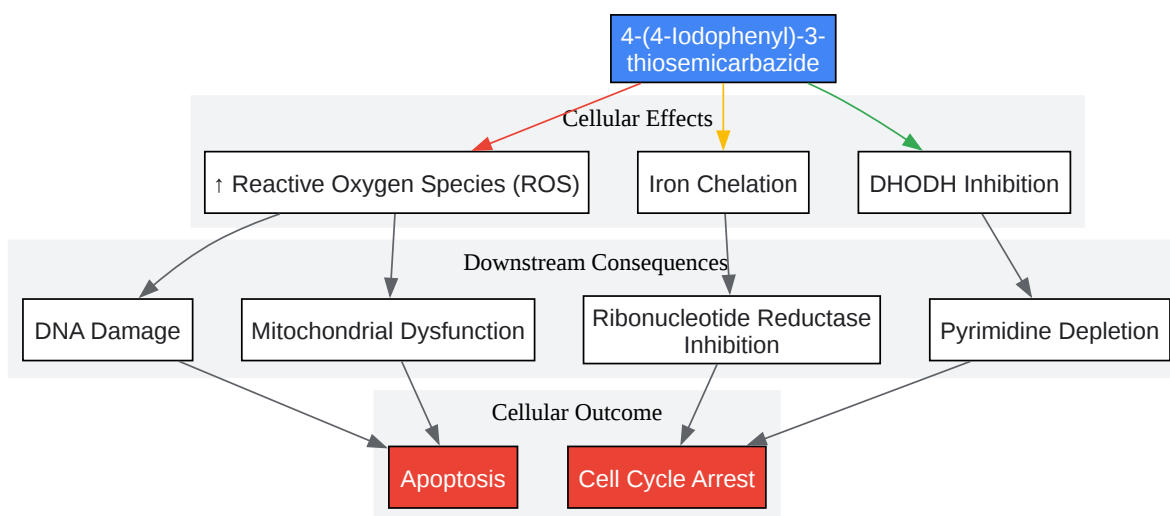 4-(4-Iodophenyl)-3-
thiosemicarbazide
Cellular Effects
↑ Reactive Oxygen Species (ROS)
Iron Chelation
DHODH Inhibition
Downstream Consequences
DNA Damage
Mitochondrial Dysfunction
Ribonucleotide Reductase
Inhibition
Pyrimidine Depletion
Cellular Outcome
Apoptosis
Cell Cycle Arrest